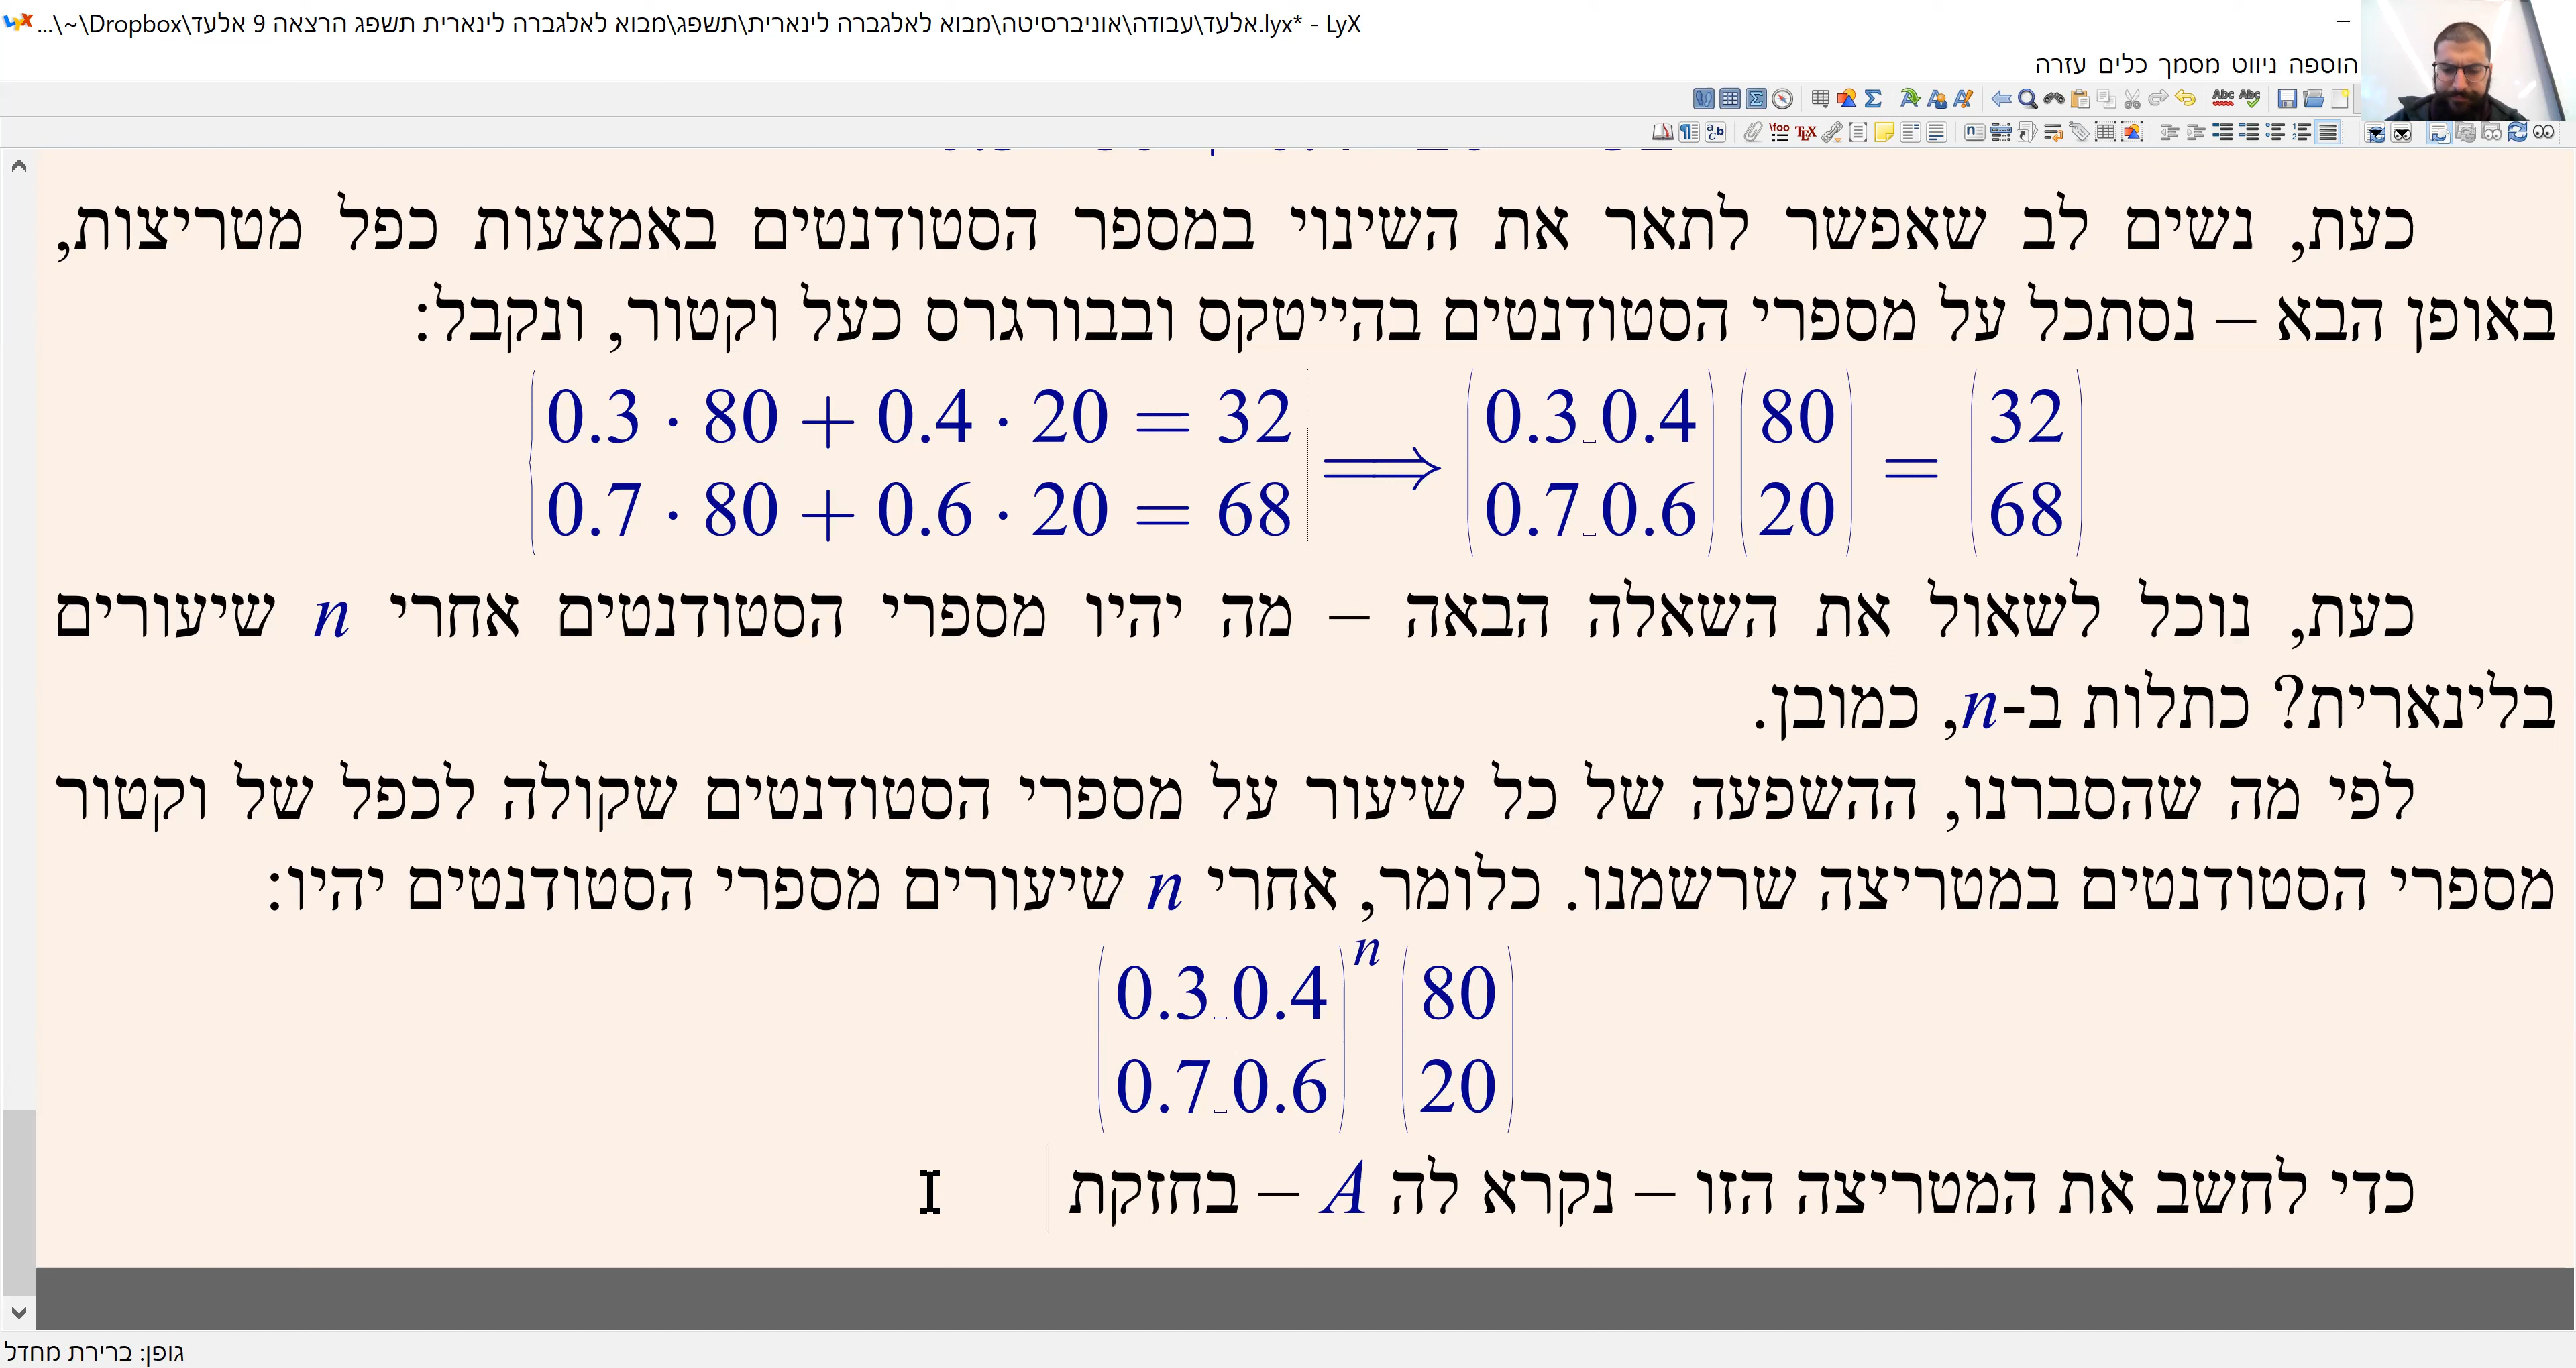 ...\~\Dropbox\אלעד\עבודה\אוניברסיטה\מבוא לאלגברה לינארית\תשפג\מבוא לאלגברה לינארית תשפג הרצאה 9 אלעד.lyx* - LyX
הוספה ניווט מסמך כלים עזרה
כעת, נשים לב שאפשר לתאר את השינוי במספר הסטודנטים באמצעות כפל מטריצות,
באופן הבא – נסתכל על מספרי הסטודנטים בהייטקס ובבורגרס כעל וקטור, ונקבל:
0.3 · 80 + 0.4 · 20 = 32 ⟹ (0.3 0.4) (80) = (32)
0.7 · 80 + 0.6 · 20 = 68 (0.7 0.6) (20) (68)
כעת, נוכל לשאול את השאלה הבאה – מה יהיו מספרי הסטודנטים אחרי n שיעורים
בלינארית? כתלות ב-n, כמובן.
לפי מה שהסברנו, ההשפעה של כל שיעור על מספרי הסטודנטים שקולה לכפל של וקטור
מספרי הסטודנטים במטריצה שרשמנו. כלומר, אחרי n שיעורים מספרי הסטודנטים יהיו:
(0.3 0.4)^n (80)
(0.7 0.6) (20)
כדי לחשב את המטריצה הזו – נקרא לה A – בחזקת
גופן: ברירת מחדל